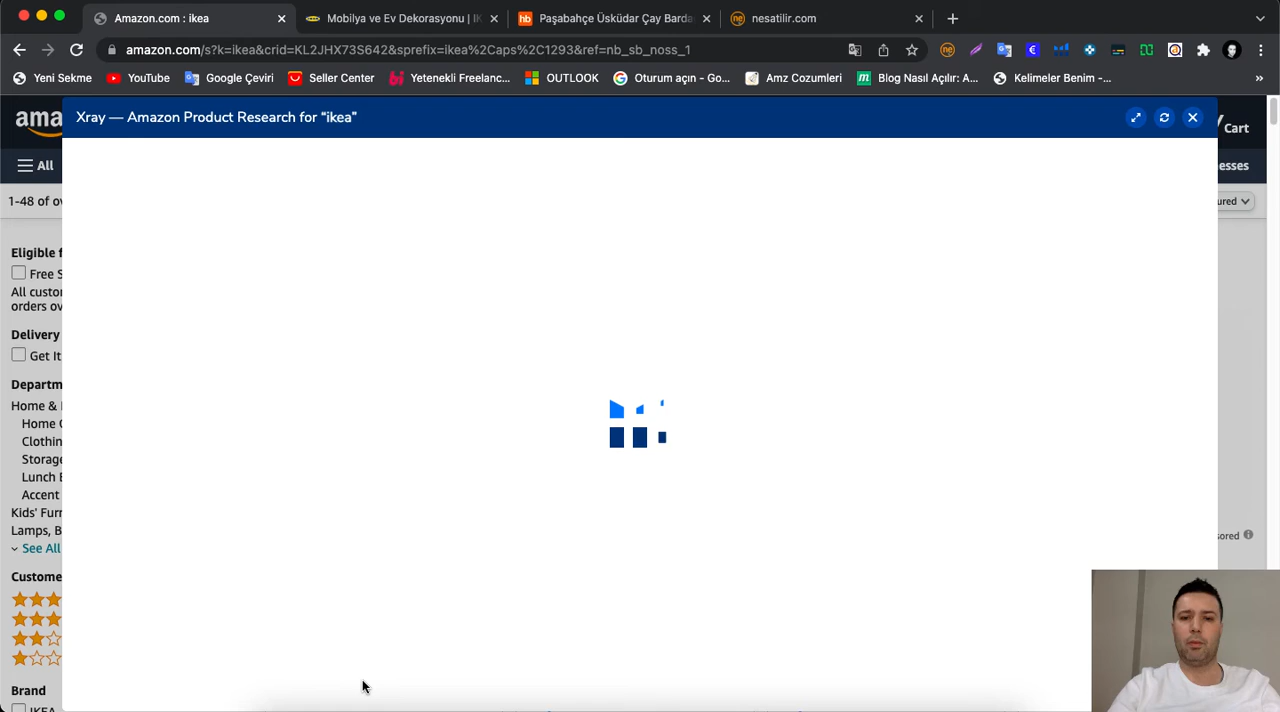 Amazon.com : ikea
Mobilya ve Ev Dekorasyonu | IK
hb
Paşabahçe Üsküdar Çay Barda
ne
nesatilir.com
amazon.com/s?k=ikea&crid=KL2JHX73S642&sprefix=ikea%2Caps%2C1293&ref=nb_sb_noss_1
Yeni Sekme
YouTube
Google Çeviri
Seller Center
Yetenekli Freelanc...
OUTLOOK
Oturum açın - Go...
Amz Cozumleri
Blog Nasıl Açılır: A...
Kelimeler Benim -...
»
ama
Xray — Amazon Product Research for “ikea”
Cart
All
esses
1-48 of ov
ured
Eligible f
Free S
All custom
orders ov
Delivery
Get It
Departm
Home &
Home
Clothin
Storage
Lunch B
Accent
Kids' Furn
Lamps, B
See All
sored
Custome
Brand
IKEA